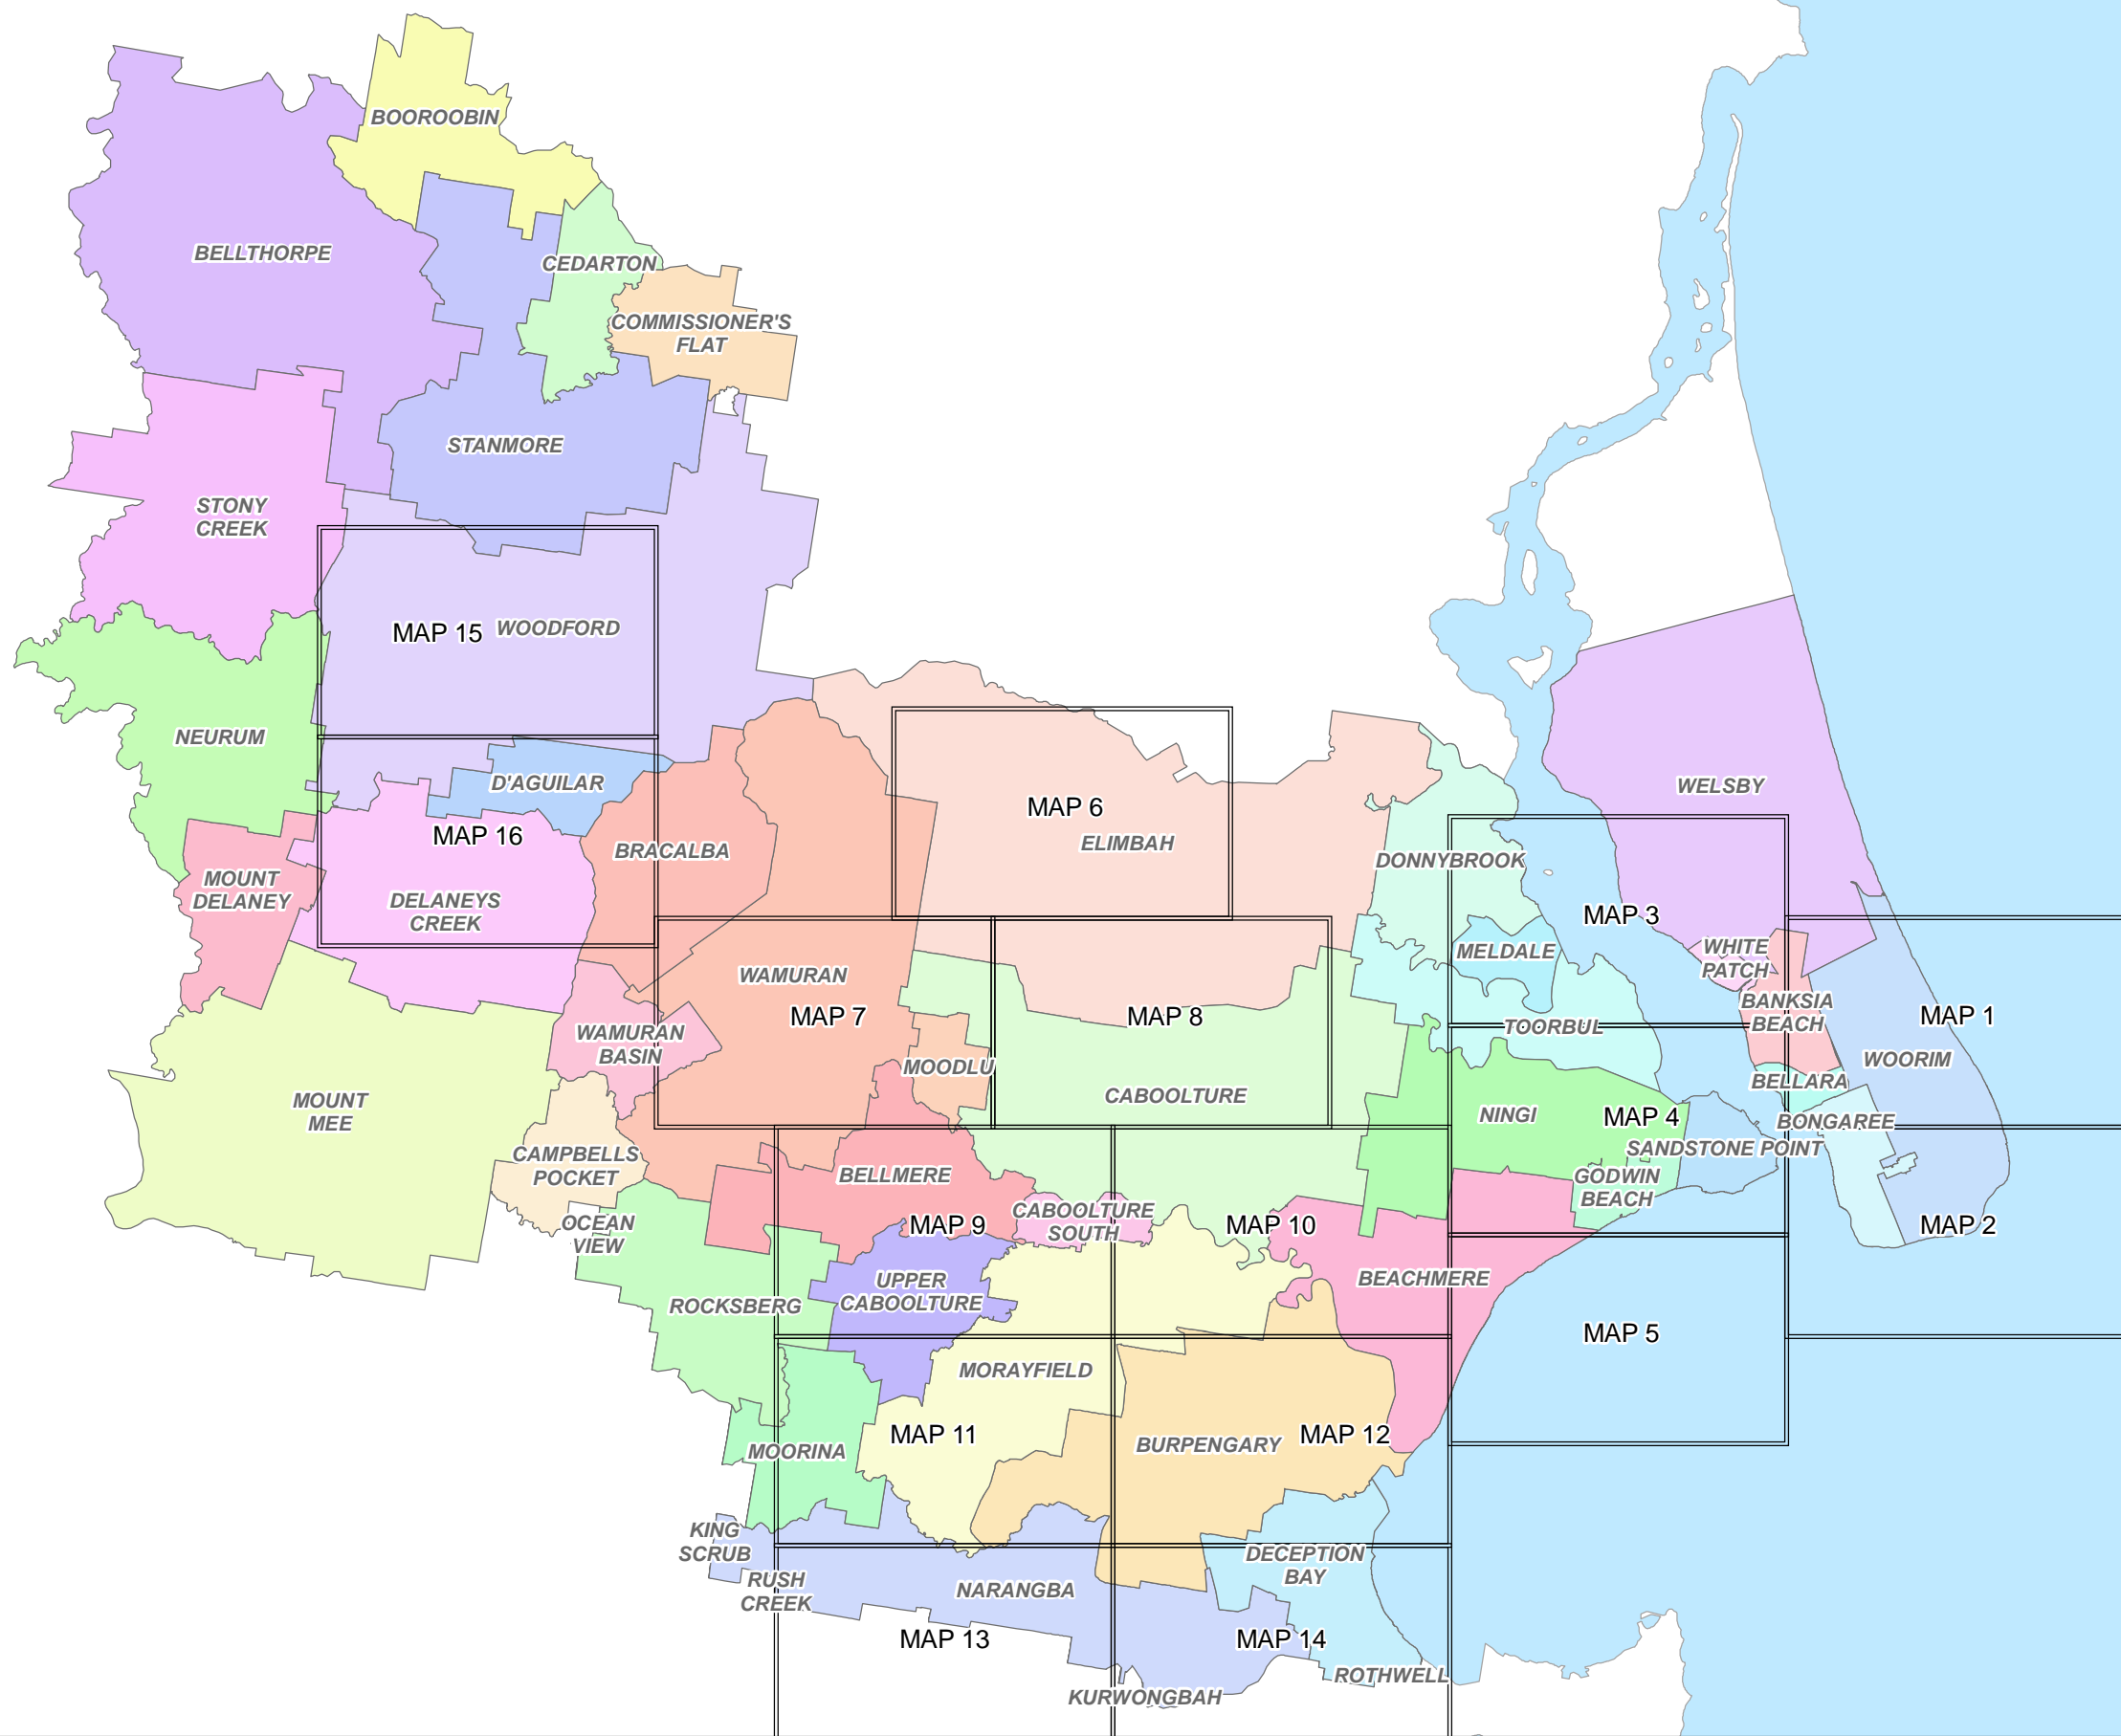 BOOROOBIN
BELLTHORPE
CEDARTON
COMMISSIONER'S
FLAT
STANMORE
STONY
CREEK
MAP 15
WOODFORD
NEURUM
D'AGUILAR
WELSBY
MAP 6
MAP 16
ELIMBAH
BRACALBA
DONNYBROOK
MOUNT
DELANEY
DELANEYS
CREEK
MAP 3
MELDALE
WHITE
PATCH
WAMURAN
BANKSIA
BEACH
MAP 7
MAP 8
MAP 1
TOORBUL
WAMURAN
BASIN
WOORIM
MOODLU
BELLARA
CABOOLTURE
MOUNT
MEE
NINGI
MAP 4
BONGAREE
SANDSTONE POINT
CAMPBELLS
POCKET
BELLMERE
GODWIN
BEACH
CABOOLTURE
SOUTH
OCEAN
VIEW
MAP 9
MAP 10
MAP 2
UPPER
CABOOLTURE
BEACHMERE
ROCKSBERG
MAP 5
MORAYFIELD
MAP 11
BURPENGARY
MAP 12
MOORINA
KING
SCRUB
DECEPTION
BAY
RUSH
CREEK
NARANGBA
MAP 13
MAP 14
ROTHWELL
KURWONGBAH